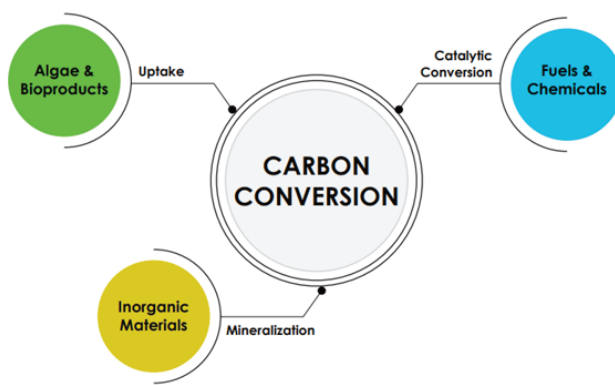 Algae &
Bioproducts
Uptake
Catalytic
Conversion
Fuels &
Chemicals
CARBON
CONVERSION
Inorganic
Materials
Mineralization